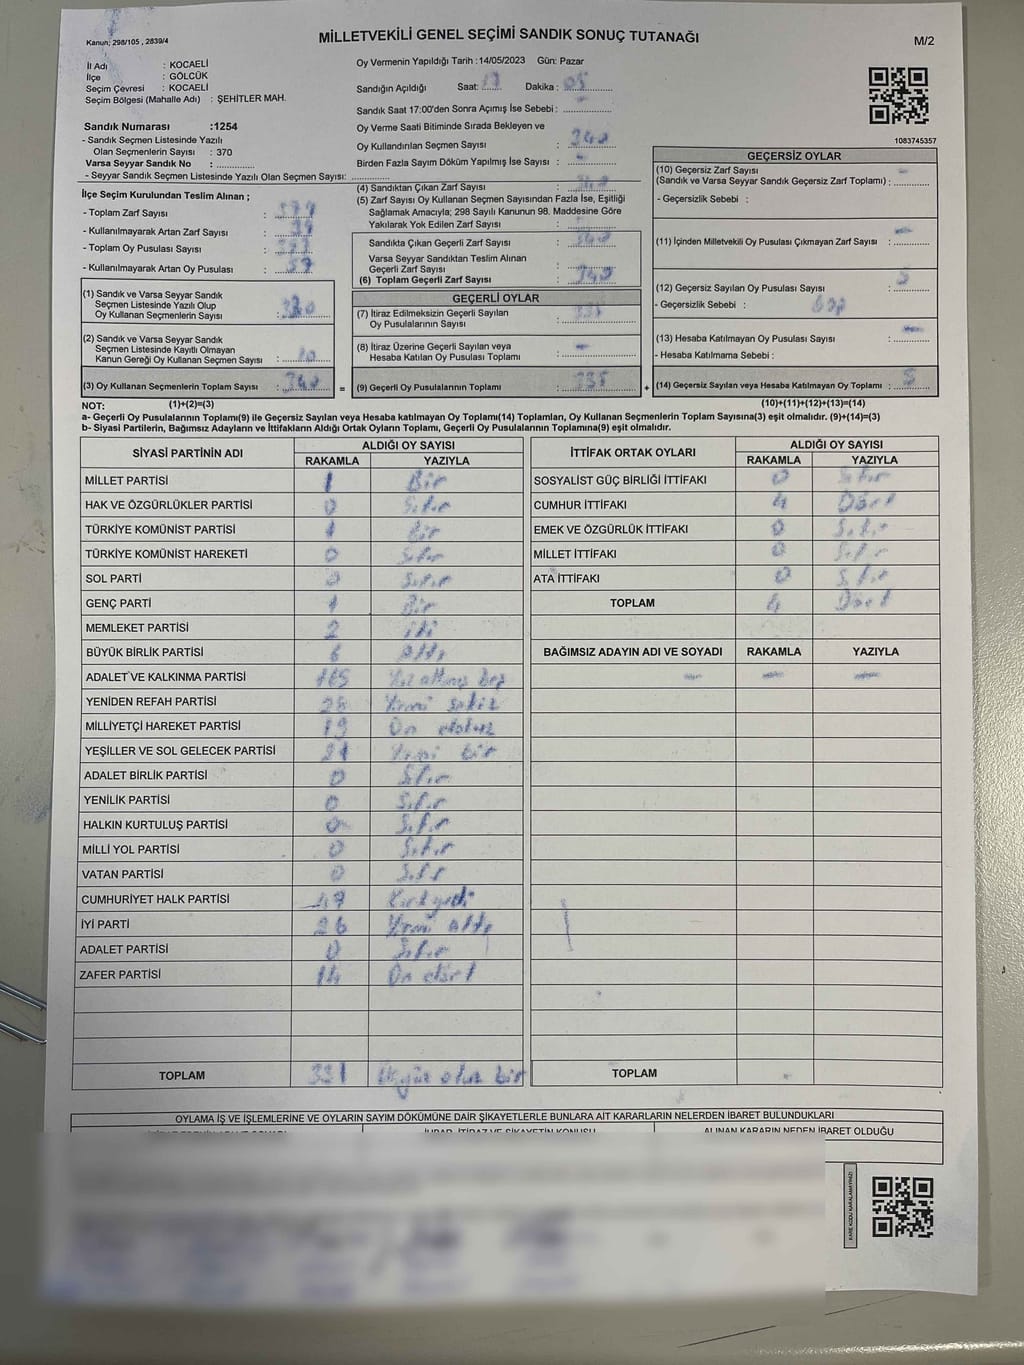 Kanun; 298/105 , 2839/4
MİLLETVEKİLİ GENEL SEÇİMİ SANDIK SONUÇ TUTANAĞI
M/2
İl Adı : KOCAELİ
İlçe : GÖLCÜK
Seçim Çevresi : KOCAELİ
Seçim Bölgesi (Mahalle Adı) : ŞEHİTLER MAH.
Sandık Numarası :1254
- Sandık Seçmen Listesinde Yazılı
Olan Seçmenlerin Sayısı : 370
Varsa Seyyar Sandık No :
- Seyyar Sandık Seçmen Listesinde Yazılı Olan Seçmen Sayısı:
Oy Vermenin Yapıldığı Tarih :14/05/2023 Gün: Pazar
Sandığın Açıldığı Saat: 17 Dakika : 05
Sandık Saat 17:00'den Sonra Açımış İse Sebebi : -
Oy Verme Saati Bitiminde Sırada Bekleyen ve
Oy Kullandırılan Seçmen Sayısı : 340
Birden Fazla Sayım Döküm Yapılmış İse Sayısı : -
1083745357
İlçe Seçim Kurulundan Teslim Alınan ;
- Toplam Zarf Sayısı :
- Kullanılmayarak Artan Zarf Sayısı :
- Toplam Oy Pusulası Sayısı :
- Kullanılmayarak Artan Oy Pusulası :
(4) Sandıktan Çıkan Zarf Sayısı : 340
(5) Zarf Sayısı Oy Kullanan Seçmen Sayısından Fazla İse, Eşitliği
Sağlamak Amacıyla; 298 Sayılı Kanunun 98. Maddesine Göre
Yakılarak Yok Edilen Zarf Sayısı :
Sandıkta Çıkan Geçerli Zarf Sayısı : 340
Varsa Seyyar Sandıktan Teslim Alınan
Geçerli Zarf Sayısı :
(6) Toplam Geçerli Zarf Sayısı : 340
GEÇERSİZ OYLAR
(10) Geçersiz Zarf Sayısı
(Sandık ve Varsa Seyyar Sandık Geçersiz Zarf Toplamı) : -
- Geçersizlik Sebebi :
(11) İçinden Milletvekili Oy Pusulası Çıkmayan Zarf Sayısı : -
(12) Geçersiz Sayılan Oy Pusulası Sayısı : 5
- Geçersizlik Sebebi :
(13) Hesaba Katılmayan Oy Pusulası Sayısı : -
- Hesaba Katılmama Sebebi :
(14) Geçersiz Sayılan veya Hesaba Katılmayan Oy Toplamı : 5
(1) Sandık ve Varsa Seyyar Sandık
Seçmen Listesinde Yazılı Olup
Oy Kullanan Seçmenlerin Sayısı : 330
(2) Sandık ve Varsa Seyyar Sandık
Seçmen Listesinde Kayıtlı Olmayan
Kanun Gereği Oy Kullanan Seçmen Sayısı : 10
(3) Oy Kullanan Seçmenlerin Toplam Sayısı : 340 =
GEÇERLİ OYLAR
(7) İtiraz Edilmeksizin Geçerli Sayılan
Oy Pusulalarının Sayısı : 335
(8) İtiraz Üzerine Geçerli Sayılan veya
Hesaba Katılan Oy Pusulası Toplamı : -
(9) Geçerli Oy Pusulalarının Toplamı : 335 +
NOT: (1)+(2)=(3) (10)+(11)+(12)+(13)=(14)
a- Geçerli Oy Pusulalarının Toplamı(9) ile Geçersiz Sayılan veya Hesaba katılmayan Oy Toplamı(14) Toplamları, Oy Kullanan Seçmenlerin Toplam Sayısına(3) eşit olmalıdır. (9)+(14)=(3)
b- Siyasi Partilerin, Bağımsız Adayların ve İttifakların Aldığı Ortak Oyların Toplamı, Geçerli Oy Pusulalarının Toplamına(9) eşit olmalıdır.
SİYASİ PARTİNİN ADI ALDIĞI OY SAYISI
RAKAMLA YAZIYLA
MİLLET PARTİSİ 1 Bir
HAK VE ÖZGÜRLÜKLER PARTİSİ 0 Sıfır
TÜRKİYE KOMÜNİST PARTİSİ 1 Bir
TÜRKİYE KOMÜNİST HAREKETİ 0 Sıfır
SOL PARTİ 0 Sıfır
GENÇ PARTİ 1 Bir
MEMLEKET PARTİSİ 2 iki
BÜYÜK BİRLİK PARTİSİ 6 Altı
ADALET VE KALKINMA PARTİSİ 165 Yüz altmış beş
YENİDEN REFAH PARTİSİ 28 Yirmi sekiz
MİLLİYETÇİ HAREKET PARTİSİ 19 On dokuz
YEŞİLLER VE SOL GELECEK PARTİSİ 21 Yirmi bir
ADALET BİRLİK PARTİSİ 0 Sıfır
YENİLİK PARTİSİ 0 Sıfır
HALKIN KURTULUŞ PARTİSİ 0 Sıfır
MİLLİ YOL PARTİSİ 0 Sıfır
VATAN PARTİSİ 0 Sıfır
CUMHURİYET HALK PARTİSİ 47 Kırk yedi
İYİ PARTİ 26 Yirmi altı
ADALET PARTİSİ 0 Sıfır
ZAFER PARTİSİ 14 On dört
TOPLAM 331 Üçyüz otuz bir
İTTİFAK ORTAK OYLARI ALDIĞI OY SAYISI
RAKAMLA YAZIYLA
SOSYALİST GÜÇ BİRLİĞİ İTTİFAKI 0 Sıfır
CUMHUR İTTİFAKI 4 Dört
EMEK VE ÖZGÜRLÜK İTTİFAKI 0 Sıfır
MİLLET İTTİFAKI 0 Sıfır
ATA İTTİFAKI 0 Sıfır
TOPLAM 4 Dört
BAĞIMSIZ ADAYIN ADI VE SOYADI RAKAMLA YAZIYLA
- - -
TOPLAM -
OYLAMA İŞ VE İŞLEMLERİNE VE OYLARIN SAYIM DÖKÜMÜNE DAİR ŞİKAYETLERLE BUNLARA AİT KARARLARIN NELERDEN İBARET BULUNDUKLARI
ALINAN KARARIN NEDEN İBARET OLDUĞU